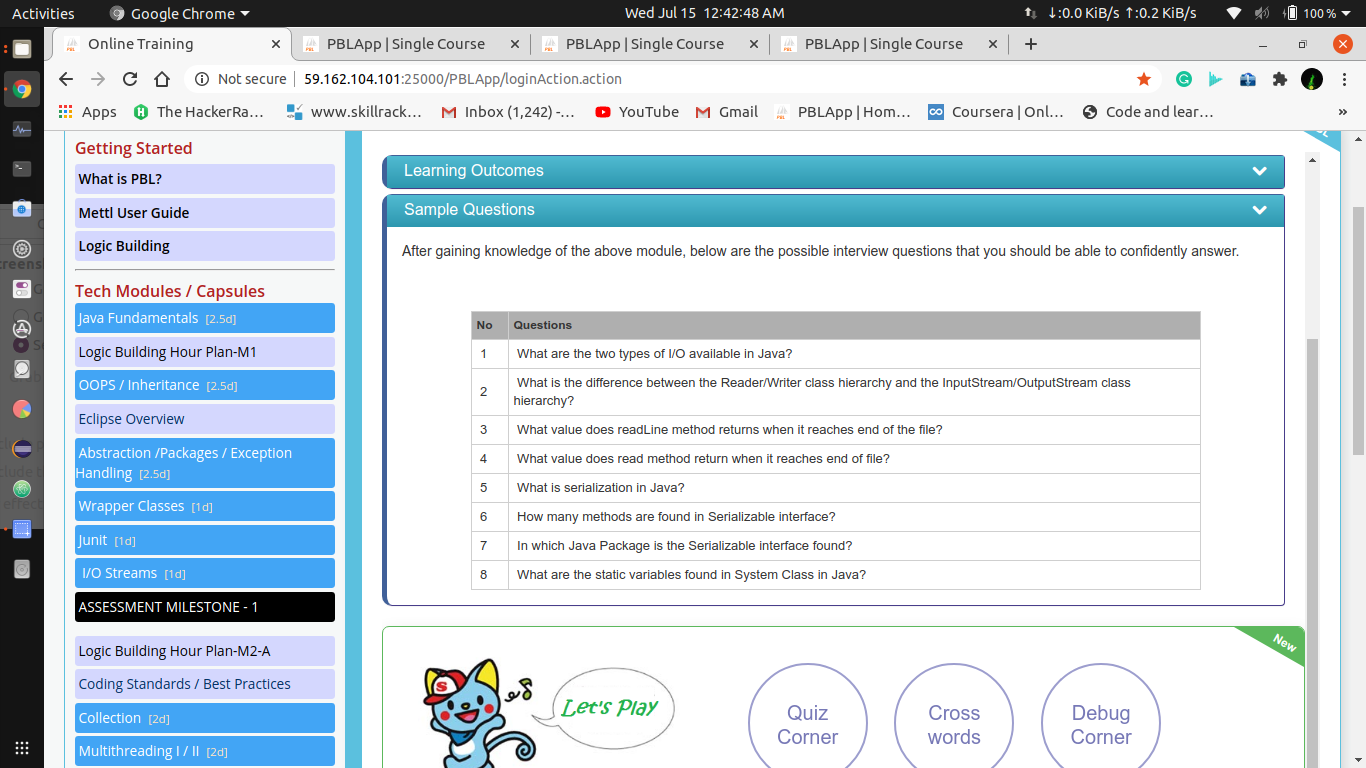 Activities
Google Chrome
Wed Jul 15 12:42:48 AM
↓:0.0 KiB/s ↑:0.2 KiB/s
100 %
Online Training
PBLApp | Single Course
PBLApp | Single Course
PBLApp | Single Course
Not secure
59.162.104.101:25000/PBLApp/loginAction.action
Apps
The HackerRa...
www.skillrack...
Inbox (1,242) -...
YouTube
Gmail
PBLApp | Hom...
Coursera | Onl...
Code and lear...
»
Getting Started
What is PBL?
Mettl User Guide
Logic Building
Tech Modules / Capsules
Java Fundamentals [2.5d]
Logic Building Hour Plan-M1
OOPS / Inheritance [2.5d]
Eclipse Overview
Abstraction /Packages / Exception
Handling [2.5d]
Wrapper Classes [1d]
Junit [1d]
I/O Streams [1d]
ASSESSMENT MILESTONE - 1
Logic Building Hour Plan-M2-A
Coding Standards / Best Practices
Collection [2d]
Multithreading I / II [2d]
Learning Outcomes
Sample Questions
After gaining knowledge of the above module, below are the possible interview questions that you should be able to confidently answer.
No Questions
1 What are the two types of I/O available in Java?
2 What is the difference between the Reader/Writer class hierarchy and the InputStream/OutputStream class
hierarchy?
3 What value does readLine method returns when it reaches end of the file?
4 What value does read method return when it reaches end of file?
5 What is serialization in Java?
6 How many methods are found in Serializable interface?
7 In which Java Package is the Serializable interface found?
8 What are the static variables found in System Class in Java?
New
S
Let's Play
Quiz
Corner
Cross
words
Debug
Corner